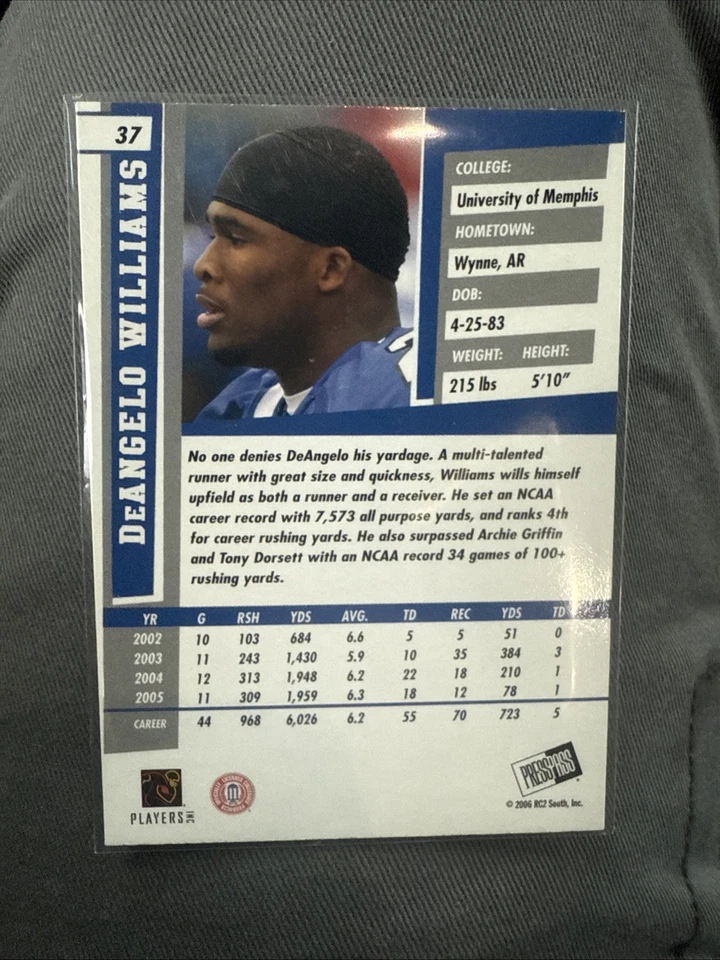 37
DeANGELO WILLIAMS
COLLEGE:
University of Memphis
HOMETOWN:
Wynne, AR
DOB:
4-25-83
WEIGHT: HEIGHT:
215 lbs 5'10"
No one denies DeAngelo his yardage. A multi-talented
runner with great size and quickness, Williams wills himself
upfield as both a runner and a receiver. He set an NCAA
career record with 7,573 all purpose yards, and ranks 4th
for career rushing yards. He also surpassed Archie Griffin
and Tony Dorsett with an NCAA record 34 games of 100+
rushing yards.
YR G RSH YDS AVG. TD REC YDS TD
2002 10 103 684 6.6 5 5 51 0
2003 11 243 1,430 5.9 10 35 384 3
2004 12 313 1,948 6.2 22 18 210 1
2005 11 309 1,959 6.3 18 12 78 1
CAREER 44 968 6,026 6.2 55 70 723 5
PRESS PASS
PLAYERS INC
© 2006 RC2 South, Inc.